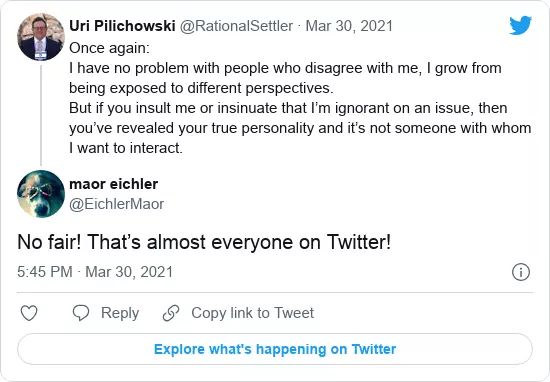 Uri Pilichowski @RationalSettler · Mar 30, 2021
Once again:
I have no problem with people who disagree with me, I grow from
being exposed to different perspectives.
But if you insult me or insinuate that I’m ignorant on an issue, then
you’ve revealed your true personality and it’s not someone with whom
I want to interact.
maor eichler
@EichlerMaor
No fair! That’s almost everyone on Twitter!
5:45 PM · Mar 30, 2021
Reply
Copy link to Tweet
Explore what's happening on Twitter